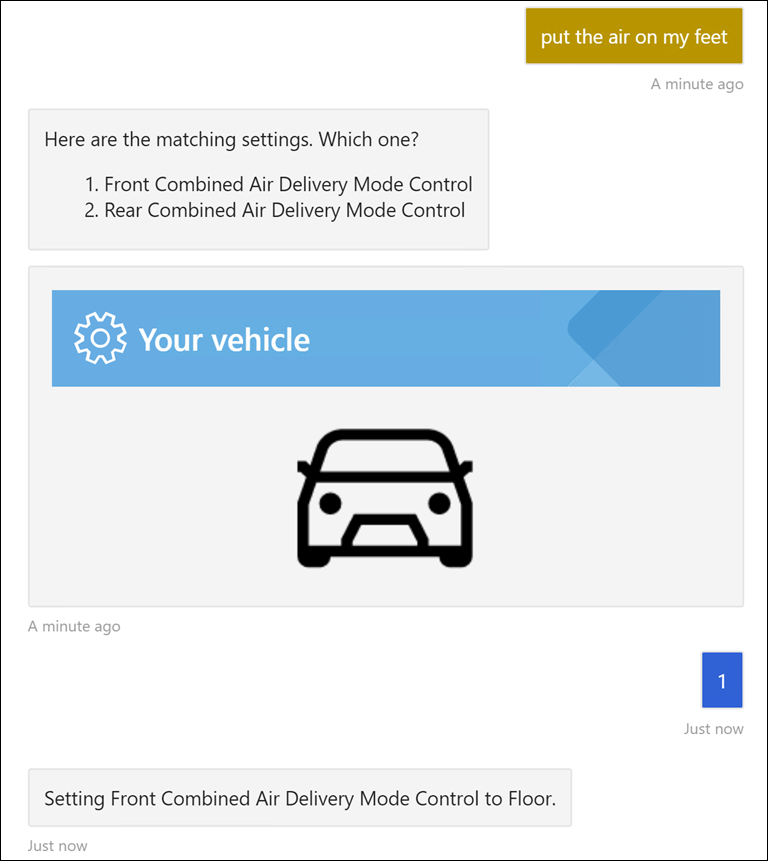 put the air on my feet
A minute ago
Here are the matching settings. Which one?
1. Front Combined Air Delivery Mode Control
2. Rear Combined Air Delivery Mode Control
Your vehicle
A minute ago
1
Just now
Setting Front Combined Air Delivery Mode Control to Floor.
Just now